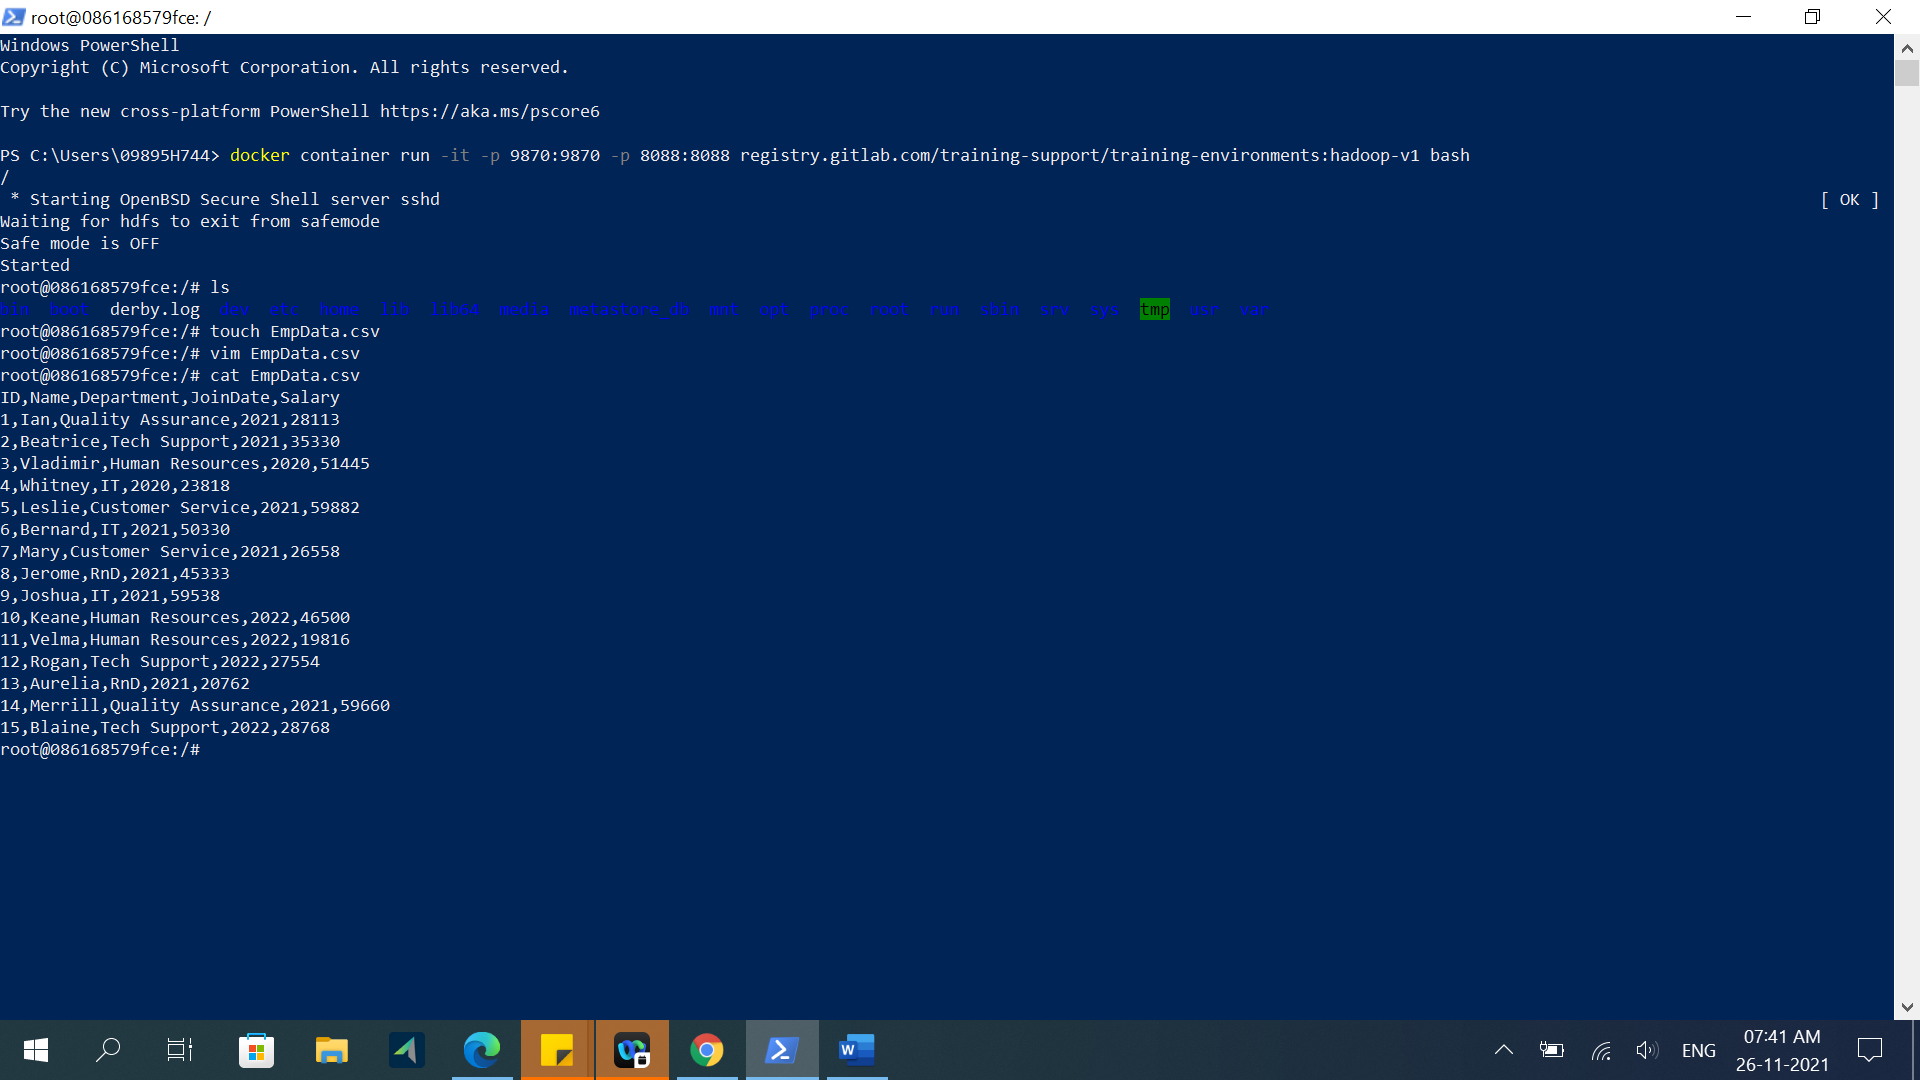 root@086168579fce: /
Windows PowerShell
Copyright (C) Microsoft Corporation. All rights reserved.
Try the new cross-platform PowerShell https://aka.ms/pscore6
PS C:\Users\09895H744> docker container run -it -p 9870:9870 -p 8088:8088 registry.gitlab.com/training-support/training-environments:hadoop-v1 bash
/
 * Starting OpenBSD Secure Shell server sshd [ OK ]
Waiting for hdfs to exit from safemode
Safe mode is OFF
Started
root@086168579fce:/# ls
bin boot derby.log dev etc home lib lib64 media metastore_db mnt opt proc root run sbin srv sys tmp usr var
root@086168579fce:/# touch EmpData.csv
root@086168579fce:/# vim EmpData.csv
root@086168579fce:/# cat EmpData.csv
ID,Name,Department,JoinDate,Salary
1,Ian,Quality Assurance,2021,28113
2,Beatrice,Tech Support,2021,35330
3,Vladimir,Human Resources,2020,51445
4,Whitney,IT,2020,23818
5,Leslie,Customer Service,2021,59882
6,Bernard,IT,2021,50330
7,Mary,Customer Service,2021,26558
8,Jerome,RnD,2021,45333
9,Joshua,IT,2021,59538
10,Keane,Human Resources,2022,46500
11,Velma,Human Resources,2022,19816
12,Rogan,Tech Support,2022,27554
13,Aurelia,RnD,2021,20762
14,Merrill,Quality Assurance,2021,59660
15,Blaine,Tech Support,2022,28768
root@086168579fce:/#
W
ENG
07:41 AM
26-11-2021